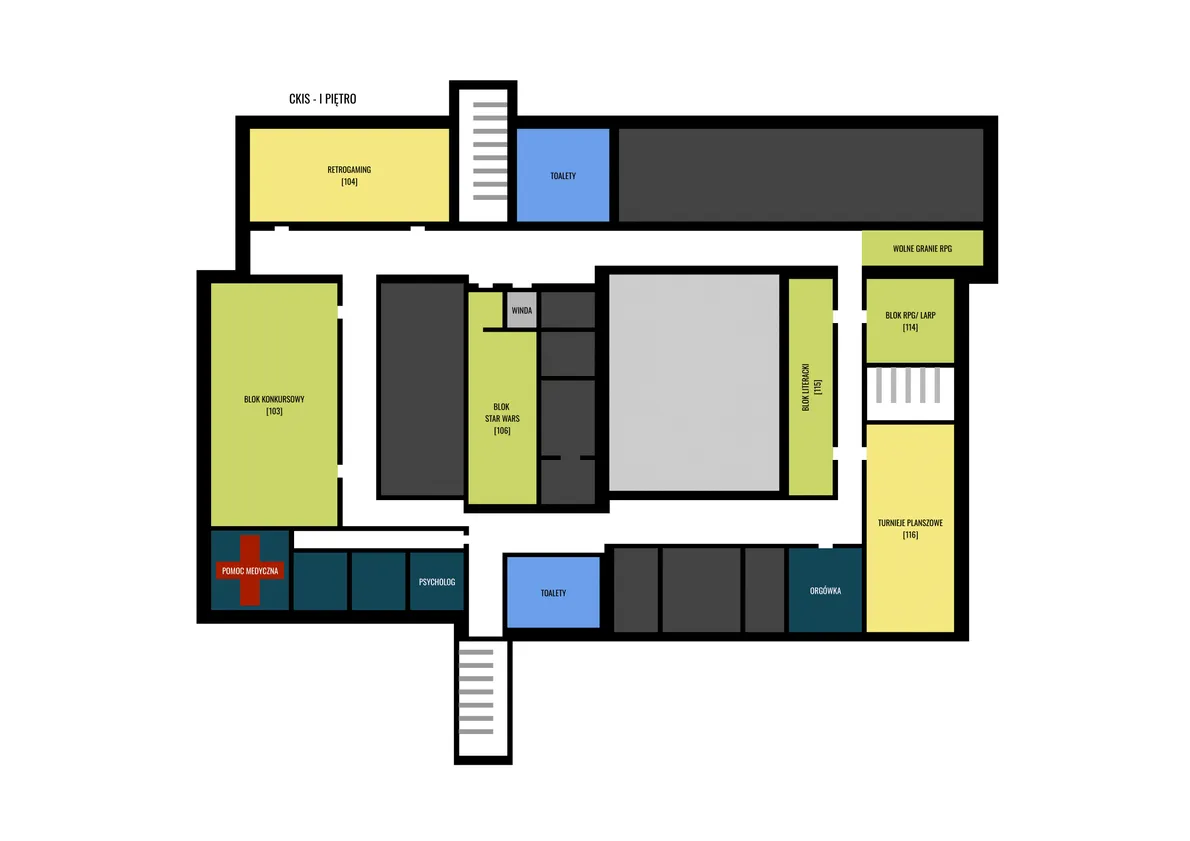 CKIS - I PIĘTRO
RETROGAMING
[104]
TOALETY
WOLNE GRANIE RPG
WINDA
BLOK RPG/ LARP
[114]
BLOK KONKURSOWY
[103]
BLOK
STAR WARS
[106]
BLOK LITERACKI
[115]
TURNIEJE PLANSZOWE
[116]
POMOC MEDYCZNA
PSYCHOLOG
TOALETY
ORGÓWKA